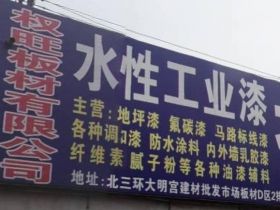 权旺板材有限公司
水性工业漆
主营：地坪漆 氟碳漆 马路标线漆
各种调和漆 防水涂料 内外墙乳胶漆
纤维素 腻子粉等各种油漆辅料
地址：北三环大明宫建材批发市场板材D区2排